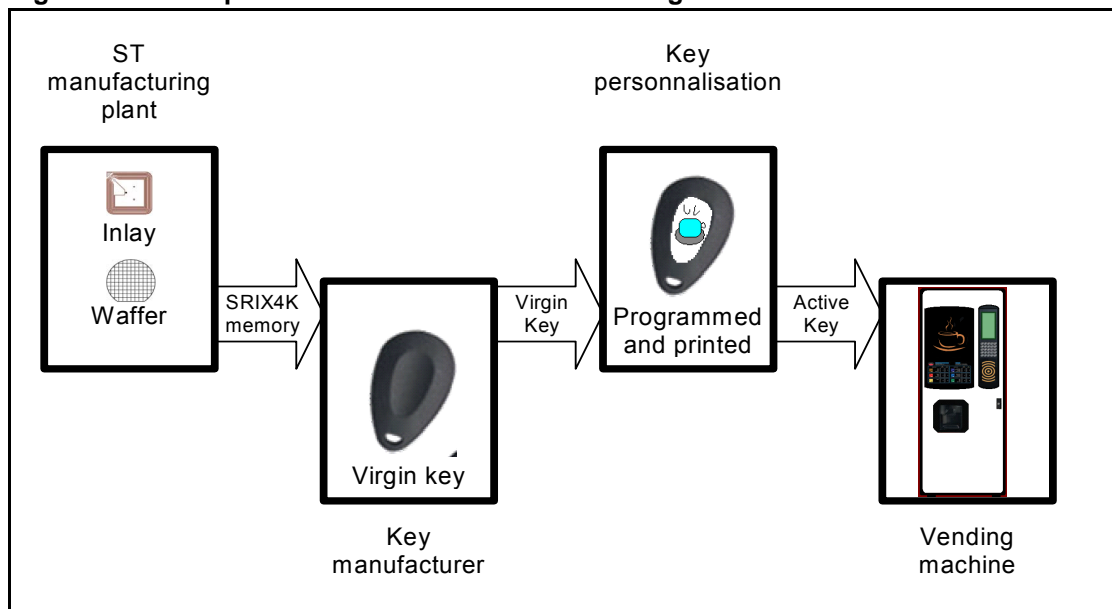 ST
manufacturing
plant
Inlay
Waffer
SRIX4K
memory
Virgin key
Key
manufacturer
Virgin
Key
Key
personnalisation
Programmed
and printed
Active
Key
Vending
machine